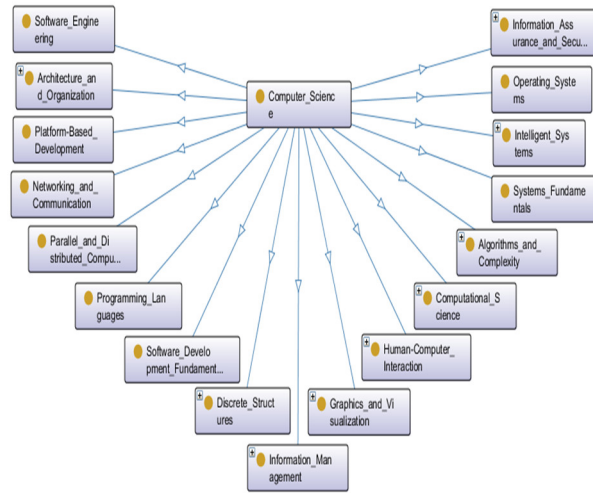 Software_Engine
ering
Information_Ass
urance_and_Secu...
Architecture_an
d_Organization
Computer_Scienc
e
Operating_Syste
ms
Platform-Based_
Development
Intelligent_Sys
tems
Networking_and_
Communication
Systems_Fundame
ntals
Parallel_and_Di
stributed_Compu...
Algorithms_and_
Complexity
Programming_Lan
guages
Computational_S
cience
Software_Develo
pment_Fundament...
Human-Computer_
Interaction
Discrete_Struct
ures
Graphics_and_Vi
sualization
Information_Man
agement